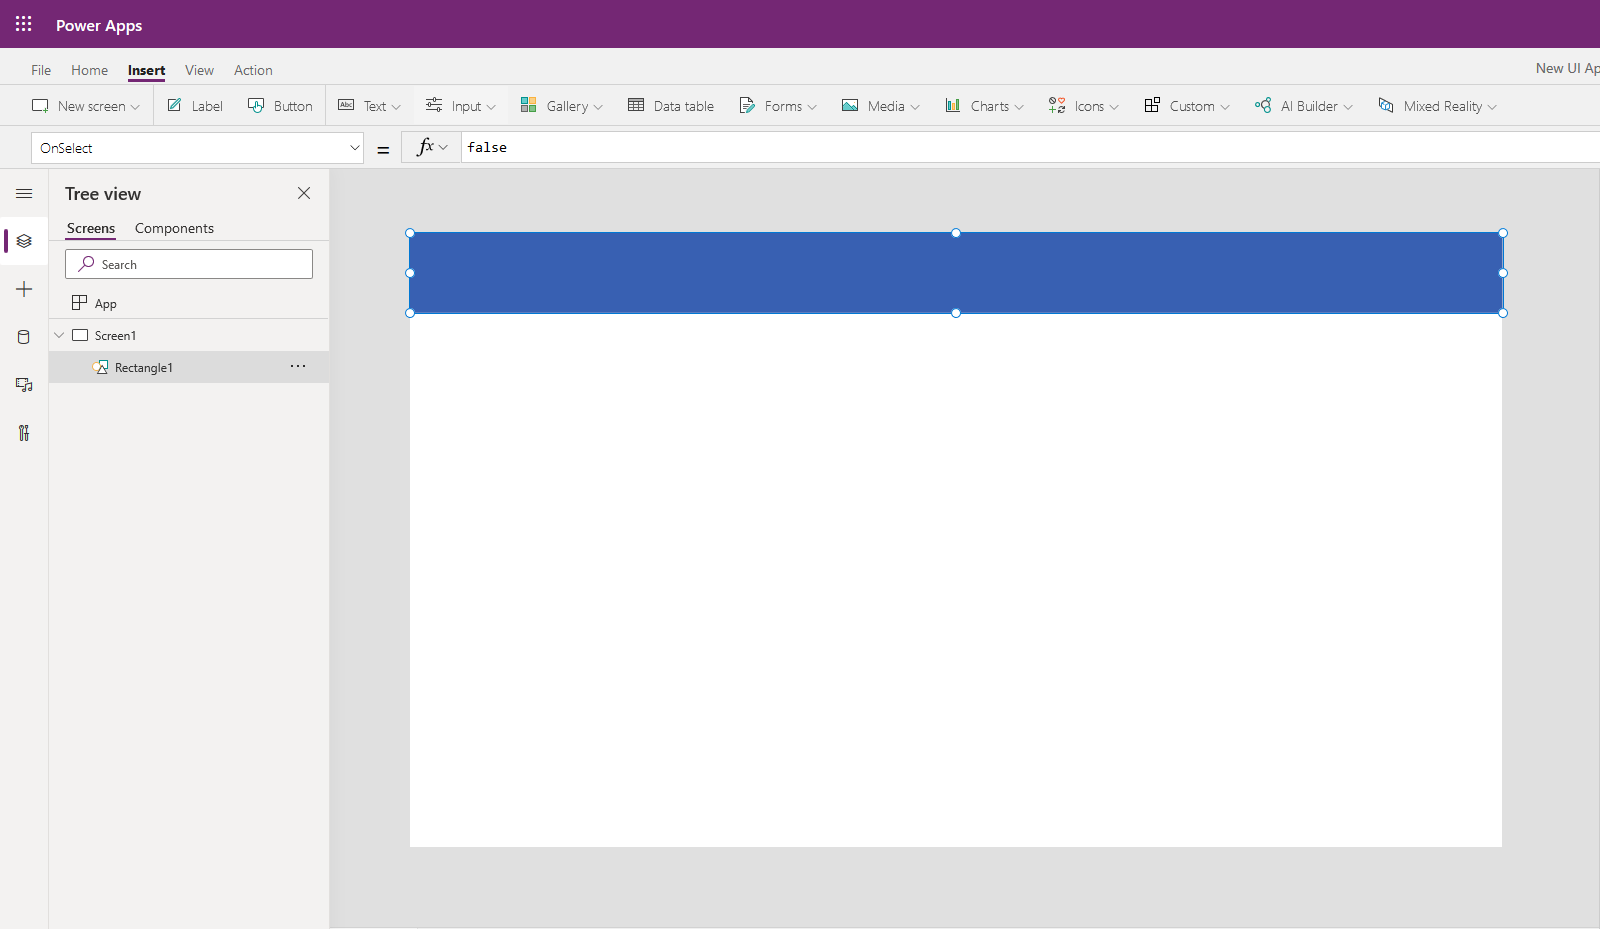 Power Apps
File Home Insert View Action New UI Ap
New screen Label Button Abc Text Input Gallery Data table Forms Media Charts Icons Custom AI Builder Mixed Reality
OnSelect = fx false
Tree view
Screens Components
Search
App
Screen1
Rectangle1